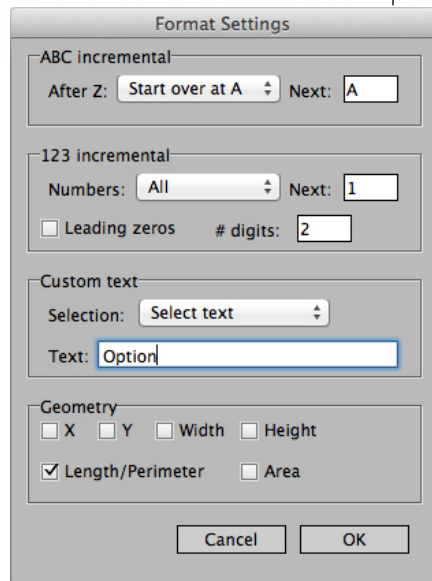 Format Settings
ABC incremental
After Z: Start over at A Next: A
123 incremental
Numbers: All Next: 1
Leading zeros # digits: 2
Custom text
Selection: Select text
Text: Option
Geometry
X Y Width Height
Length/Perimeter Area
Cancel OK